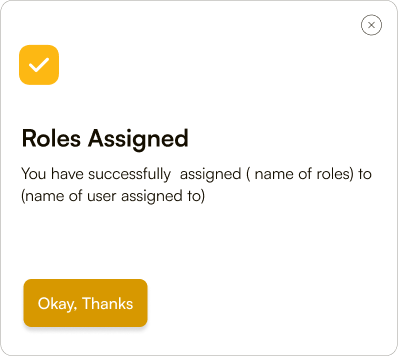 Roles Assigned
You have successfully  assigned ( name of roles) to
(name of user assigned to)
Okay, Thanks